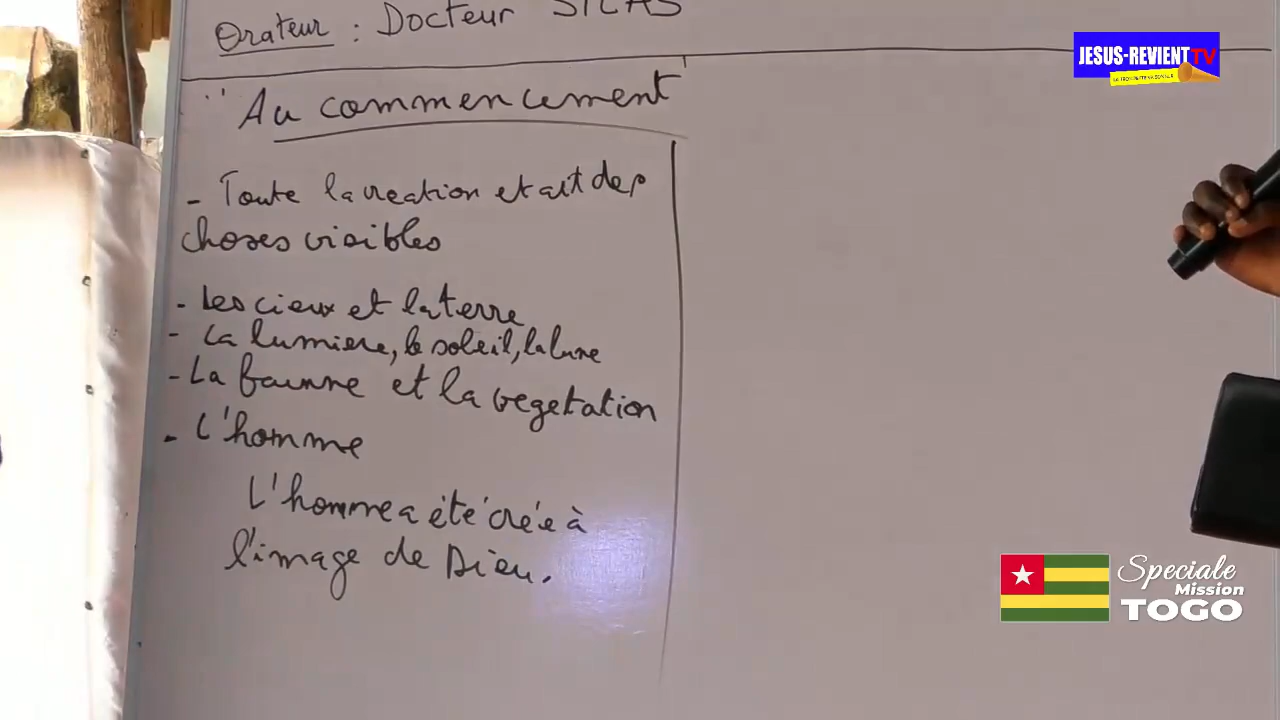 Orateur : Docteur SILAS
JESUS-REVIENT TV
"Au commencement"
- Toute la creation etait des
choses visibles
- Les cieux et la terre
- La lumiere, le soleil, la lune
- La faunne et la vegetation
- L'homme
L'homme a été créé à
l'image de Dieu.
Speciale
Mission
TOGO